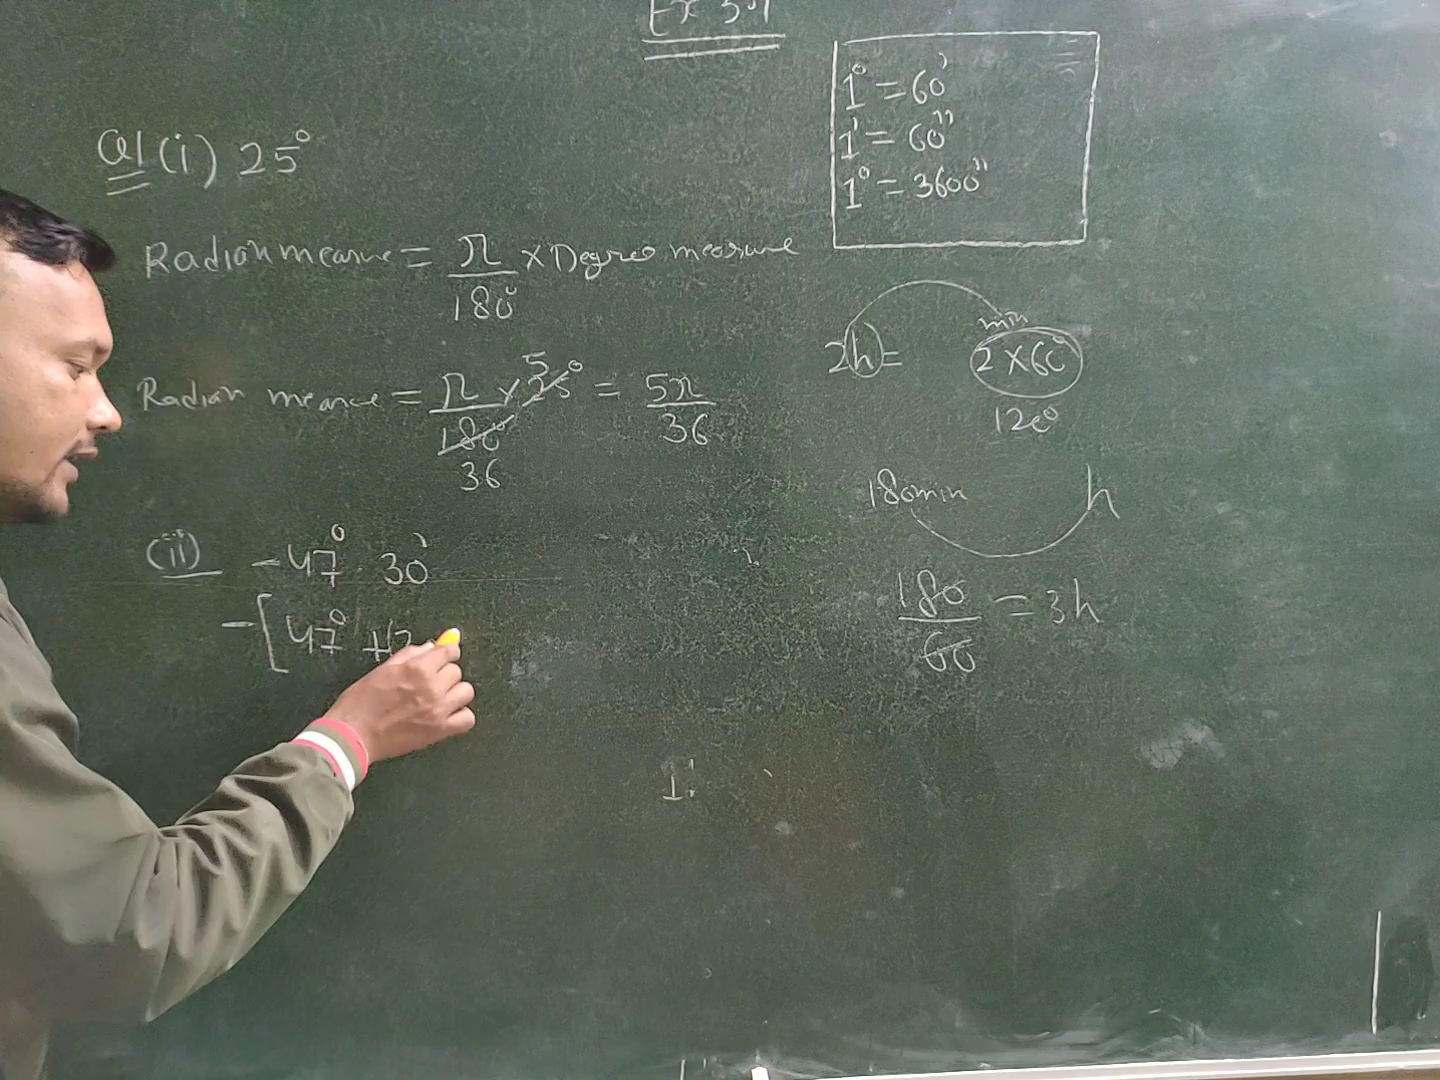 Ex 3.1
Q1 (i) 25°
Radian measure = π/180° × Degree measure
Radian measure = π/180° × 25° = 5π/36
5
36
(ii) -47° 30'
-[47° +
1° = 60'
1' = 60''
1° = 3600''
min
2h = 2×60
120
180min h
180/60 = 3h
1'